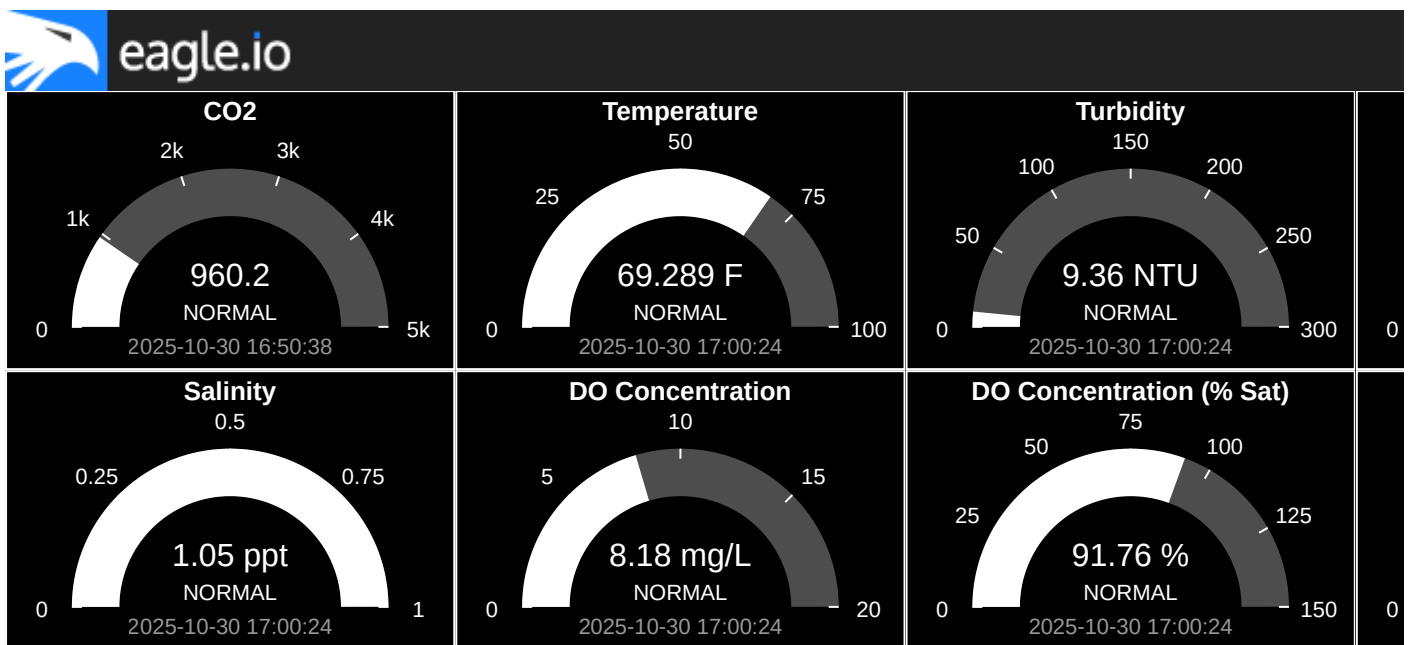 eagle.io
CO2
2k
3k
1k
4k
960.2
NORMAL
0
5k
2025-10-30 16:50:38
Temperature
50
25
75
69.289 F
NORMAL
0
100
2025-10-30 17:00:24
Turbidity
150
100
200
50
250
9.36 NTU
NORMAL
0
300
2025-10-30 17:00:24
0
Salinity
0.5
0.25
0.75
1.05 ppt
NORMAL
0
1
2025-10-30 17:00:24
DO Concentration
10
5
15
8.18 mg/L
NORMAL
0
20
2025-10-30 17:00:24
DO Concentration (% Sat)
75
50
100
25
125
91.76 %
NORMAL
0
150
2025-10-30 17:00:24
0